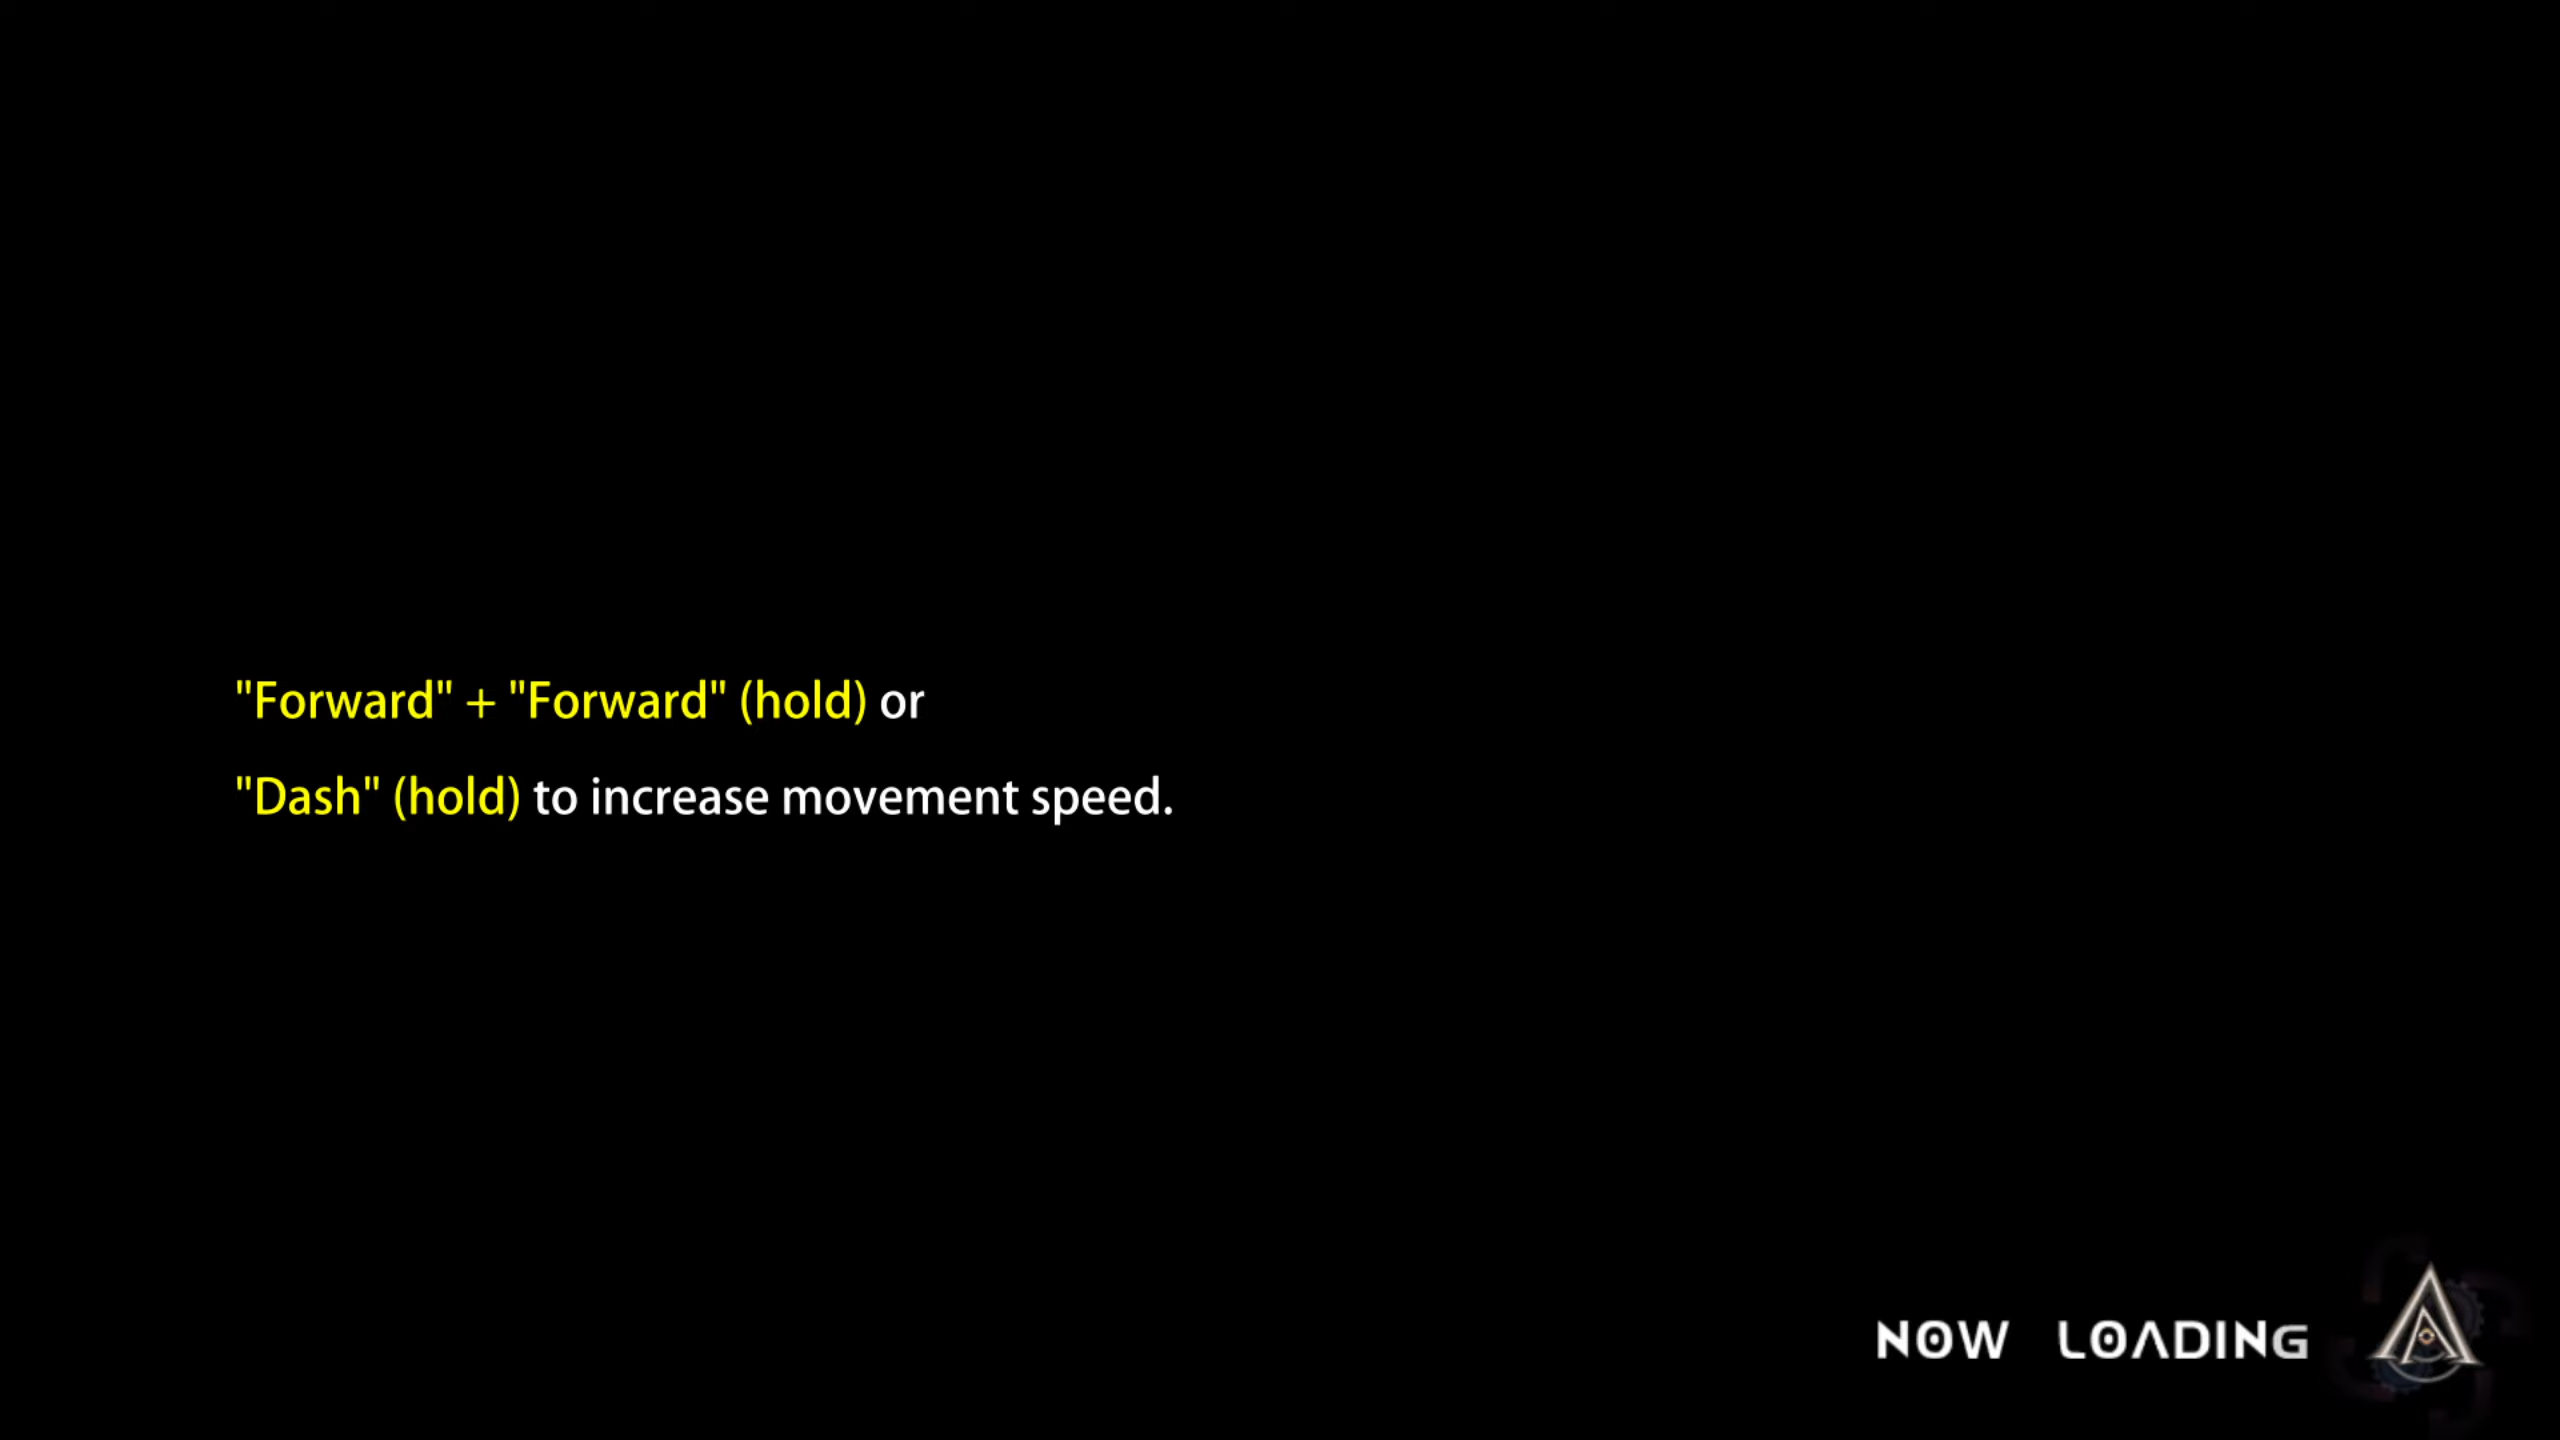 "Forward" + "Forward" (hold) or
"Dash" (hold) to increase movement speed.
NOW LOADING